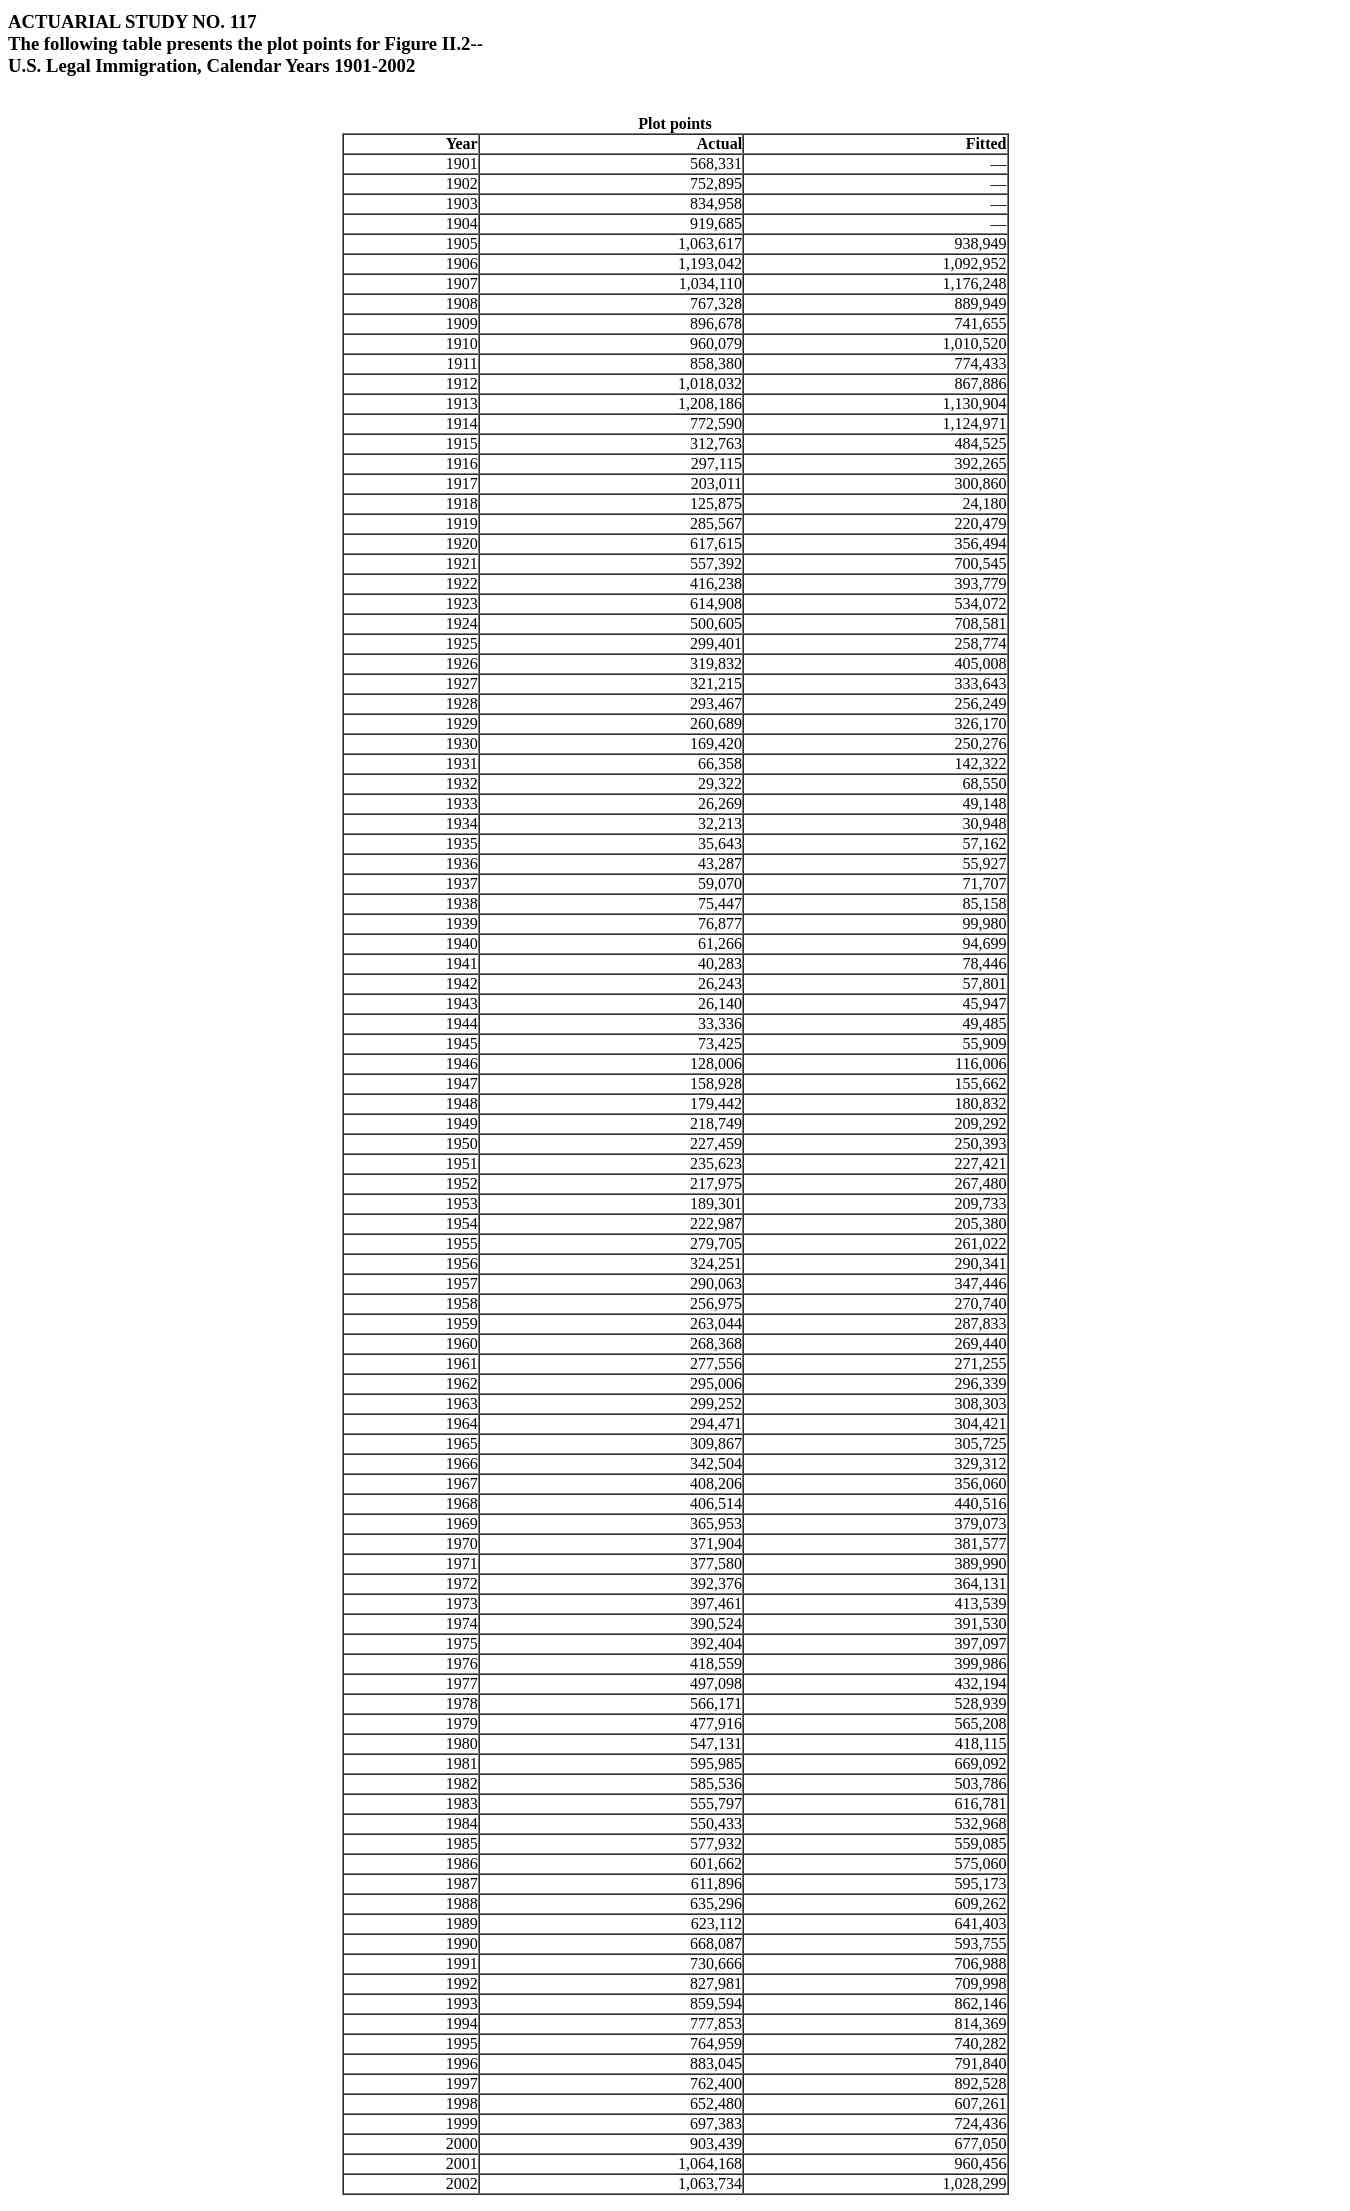 ACTUARIAL STUDY NO. 117
The following table presents the plot points for Figure II.2--
U.S. Legal Immigration, Calendar Years 1901-2002
Plot points
Year Actual Fitted
1901 568,331 —
1902 752,895 —
1903 834,958 —
1904 919,685 —
1905 1,063,617 938,949
1906 1,193,042 1,092,952
1907 1,034,110 1,176,248
1908 767,328 889,949
1909 896,678 741,655
1910 960,079 1,010,520
1911 858,380 774,433
1912 1,018,032 867,886
1913 1,208,186 1,130,904
1914 772,590 1,124,971
1915 312,763 484,525
1916 297,115 392,265
1917 203,011 300,860
1918 125,875 24,180
1919 285,567 220,479
1920 617,615 356,494
1921 557,392 700,545
1922 416,238 393,779
1923 614,908 534,072
1924 500,605 708,581
1925 299,401 258,774
1926 319,832 405,008
1927 321,215 333,643
1928 293,467 256,249
1929 260,689 326,170
1930 169,420 250,276
1931 66,358 142,322
1932 29,322 68,550
1933 26,269 49,148
1934 32,213 30,948
1935 35,643 57,162
1936 43,287 55,927
1937 59,070 71,707
1938 75,447 85,158
1939 76,877 99,980
1940 61,266 94,699
1941 40,283 78,446
1942 26,243 57,801
1943 26,140 45,947
1944 33,336 49,485
1945 73,425 55,909
1946 128,006 116,006
1947 158,928 155,662
1948 179,442 180,832
1949 218,749 209,292
1950 227,459 250,393
1951 235,623 227,421
1952 217,975 267,480
1953 189,301 209,733
1954 222,987 205,380
1955 279,705 261,022
1956 324,251 290,341
1957 290,063 347,446
1958 256,975 270,740
1959 263,044 287,833
1960 268,368 269,440
1961 277,556 271,255
1962 295,006 296,339
1963 299,252 308,303
1964 294,471 304,421
1965 309,867 305,725
1966 342,504 329,312
1967 408,206 356,060
1968 406,514 440,516
1969 365,953 379,073
1970 371,904 381,577
1971 377,580 389,990
1972 392,376 364,131
1973 397,461 413,539
1974 390,524 391,530
1975 392,404 397,097
1976 418,559 399,986
1977 497,098 432,194
1978 566,171 528,939
1979 477,916 565,208
1980 547,131 418,115
1981 595,985 669,092
1982 585,536 503,786
1983 555,797 616,781
1984 550,433 532,968
1985 577,932 559,085
1986 601,662 575,060
1987 611,896 595,173
1988 635,296 609,262
1989 623,112 641,403
1990 668,087 593,755
1991 730,666 706,988
1992 827,981 709,998
1993 859,594 862,146
1994 777,853 814,369
1995 764,959 740,282
1996 883,045 791,840
1997 762,400 892,528
1998 652,480 607,261
1999 697,383 724,436
2000 903,439 677,050
2001 1,064,168 960,456
2002 1,063,734 1,028,299